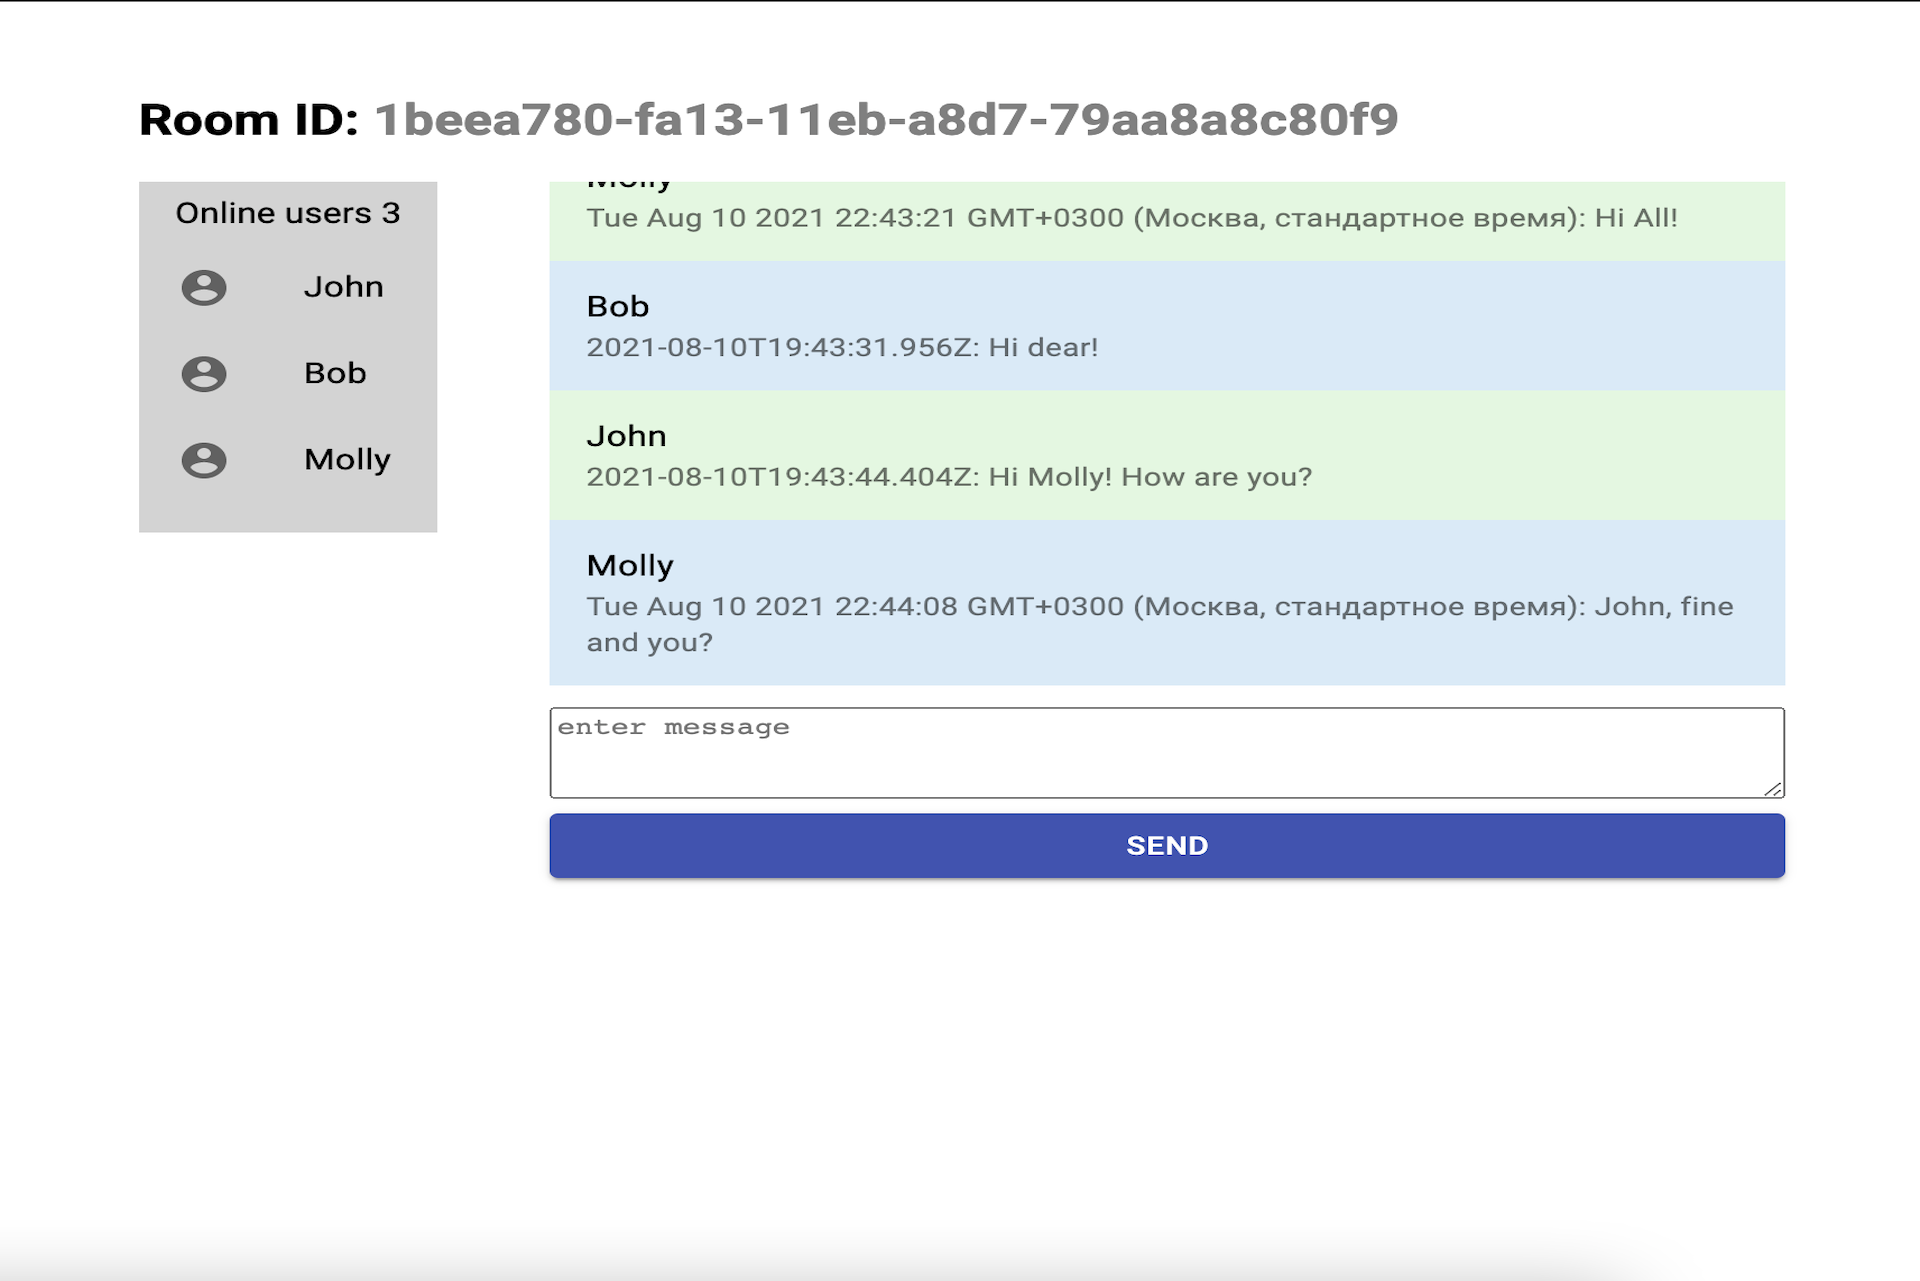 Room ID: 1beea780-fa13-11eb-a8d7-79aa8a8c80f9
Online users 3
John
Bob
Molly
Molly
Tue Aug 10 2021 22:43:21 GMT+0300 (Москва, стандартное время): Hi All!
Bob
2021-08-10T19:43:31.956Z: Hi dear!
John
2021-08-10T19:43:44.404Z: Hi Molly! How are you?
Molly
Tue Aug 10 2021 22:44:08 GMT+0300 (Москва, стандартное время): John, fine
and you?
enter message
SEND